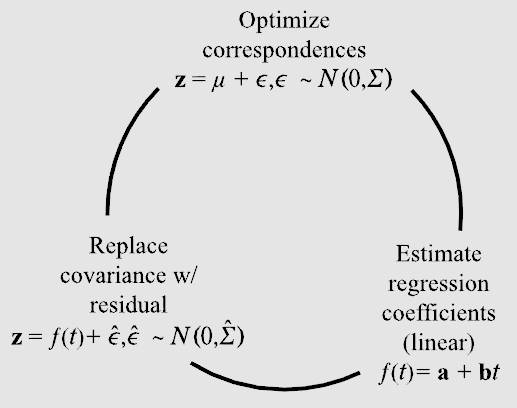 Optimize
correspondences
z = μ + ϵ,ϵ ~ N(0,Σ)
Replace
covariance w/
residual
z = f(t)+ ϵ̂,ϵ̂ ~ N(0,Σ̂)
Estimate
regression
coefficients
(linear)
f(t)= a + bt